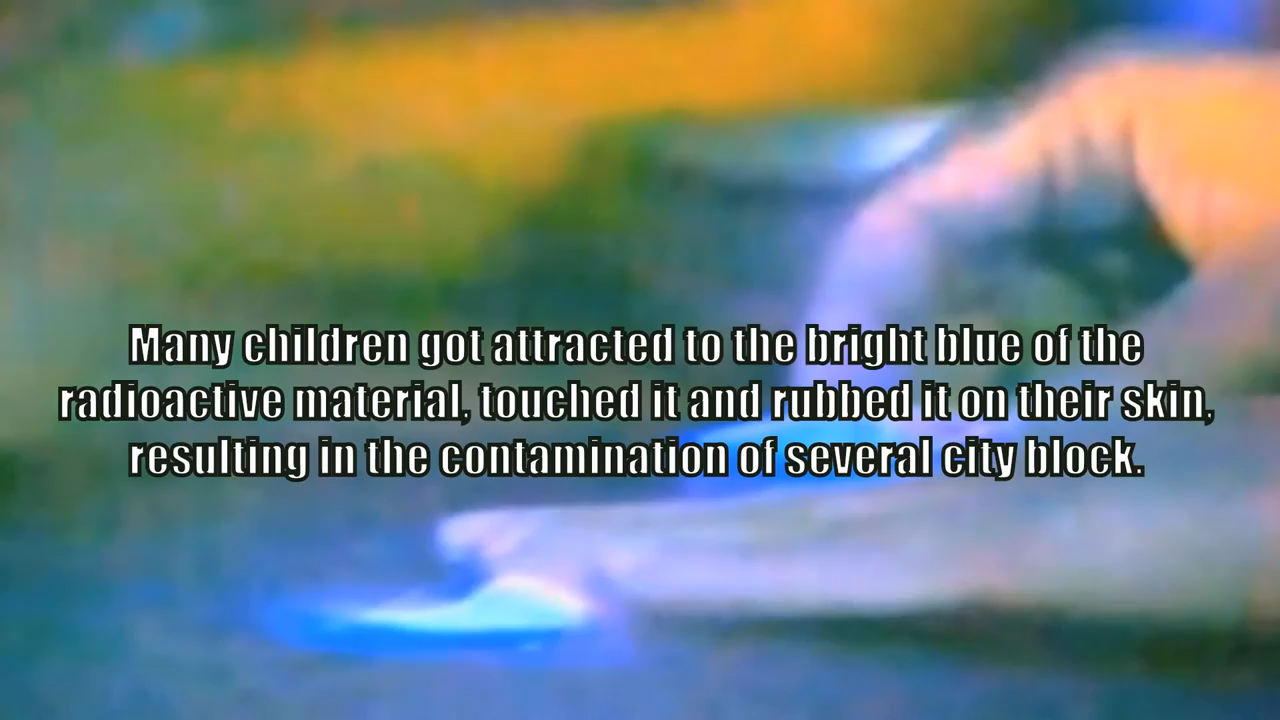 Many children got attracted to the bright blue of the
radioactive material, touched it and rubbed it on their skin,
resulting in the contamination of several city block.